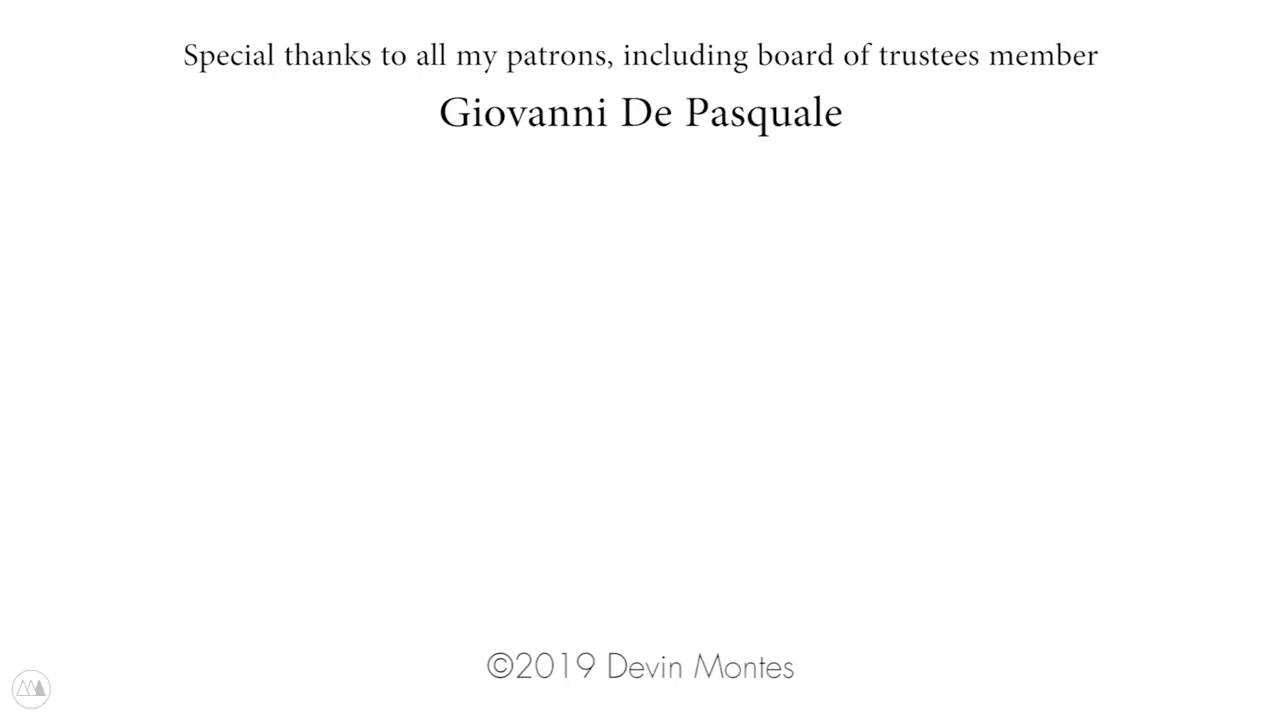 Special thanks to all my patrons, including board of trustees member
Giovanni De Pasquale
©2019 Devin Montes